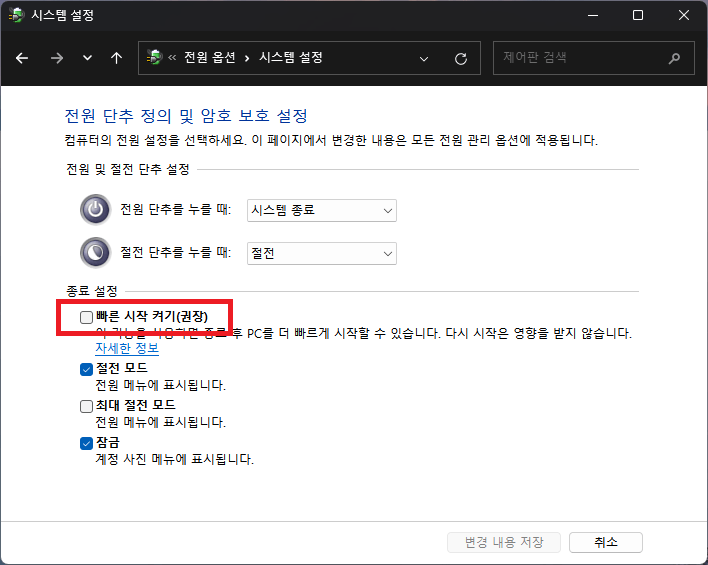 시스템 설정
« 전원 옵션 › 시스템 설정
제어판 검색
전원 단추 정의 및 암호 보호 설정
컴퓨터의 전원 설정을 선택하세요. 이 페이지에서 변경한 내용은 모든 전원 관리 옵션에 적용됩니다.
전원 및 절전 단추 설정
전원 단추를 누를 때: 시스템 종료
절전 단추를 누를 때: 절전
종료 설정
빠른 시작 켜기(권장)
이 기능을 사용하면 종료 후 PC를 더 빠르게 시작할 수 있습니다. 다시 시작은 영향을 받지 않습니다.
자세한 정보
절전 모드
전원 메뉴에 표시됩니다.
최대 절전 모드
전원 메뉴에 표시됩니다.
잠금
계정 사진 메뉴에 표시됩니다.
변경 내용 저장 취소